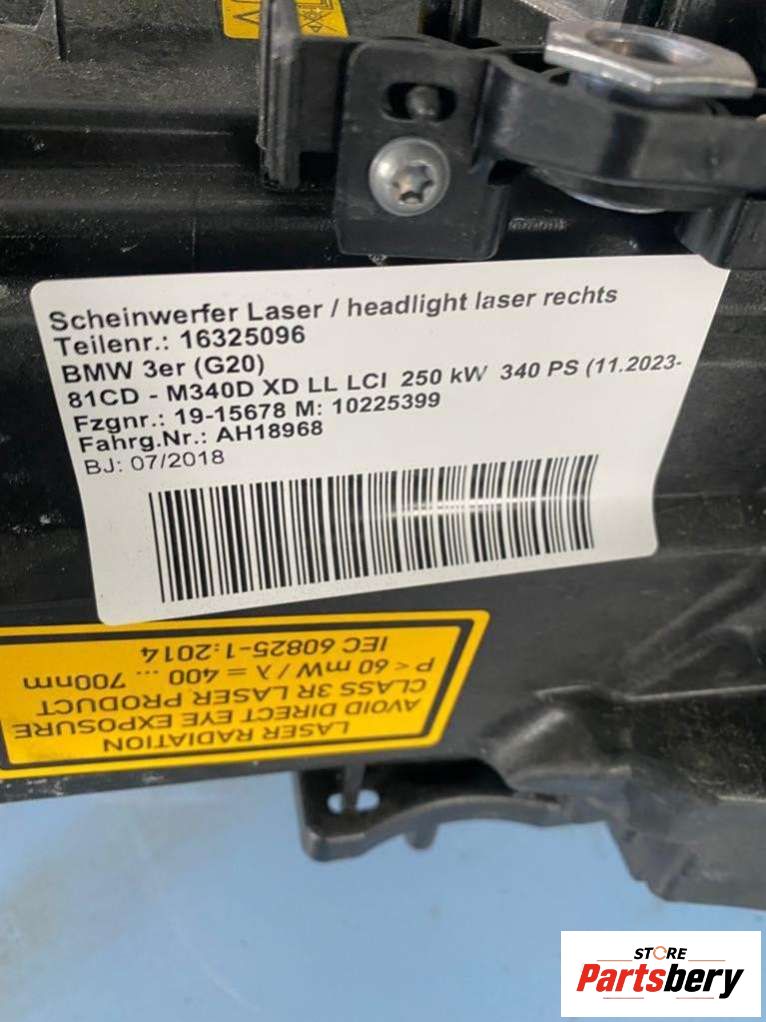 Scheinwerfer Laser / headlight laser rechts
Teilenr.: 16325096
BMW 3er (G20)
81CD - M340D XD LL LCI 250 kW 340 PS (11.2023-
Fzgnr.: 19-15678 M: 10225399
Fahrg.Nr.: AH18968
BJ: 07/2018
LASER RADIATION
AVOID DIRECT EYE EXPOSURE
CLASS 3R LASER PRODUCT
P < 60 mW / λ = 400 ... 700nm
IEC 60825-1:2014
STORE
Partsbery